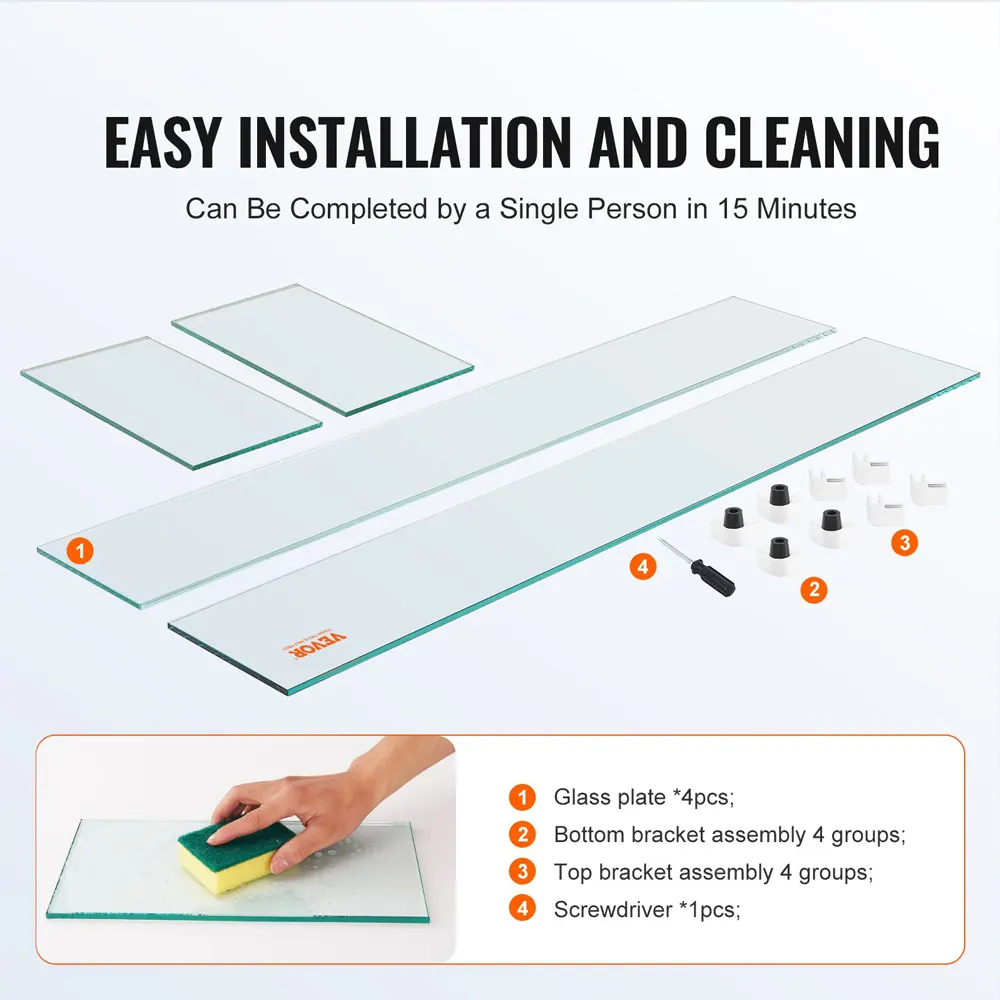 EASY INSTALLATION AND CLEANING
Can Be Completed by a Single Person in 15 Minutes
1
VEVOR
4
2
3
1 Glass plate *4pcs;
2 Bottom bracket assembly 4 groups;
3 Top bracket assembly 4 groups;
4 Screwdriver *1pcs;